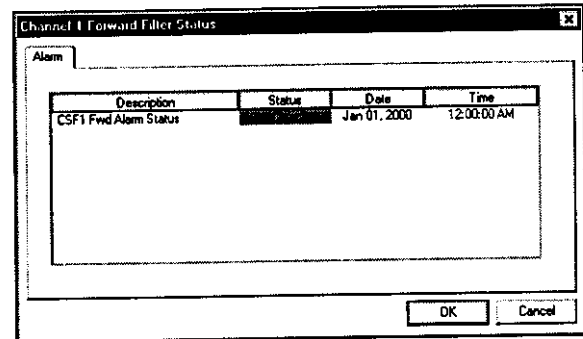 Channel 1 Forward Filter Status
Alarm
Description Status Date Time
CSF1 Fwd Alarm Status Jan 01, 2000 12:00:00 AM
OK Cancel